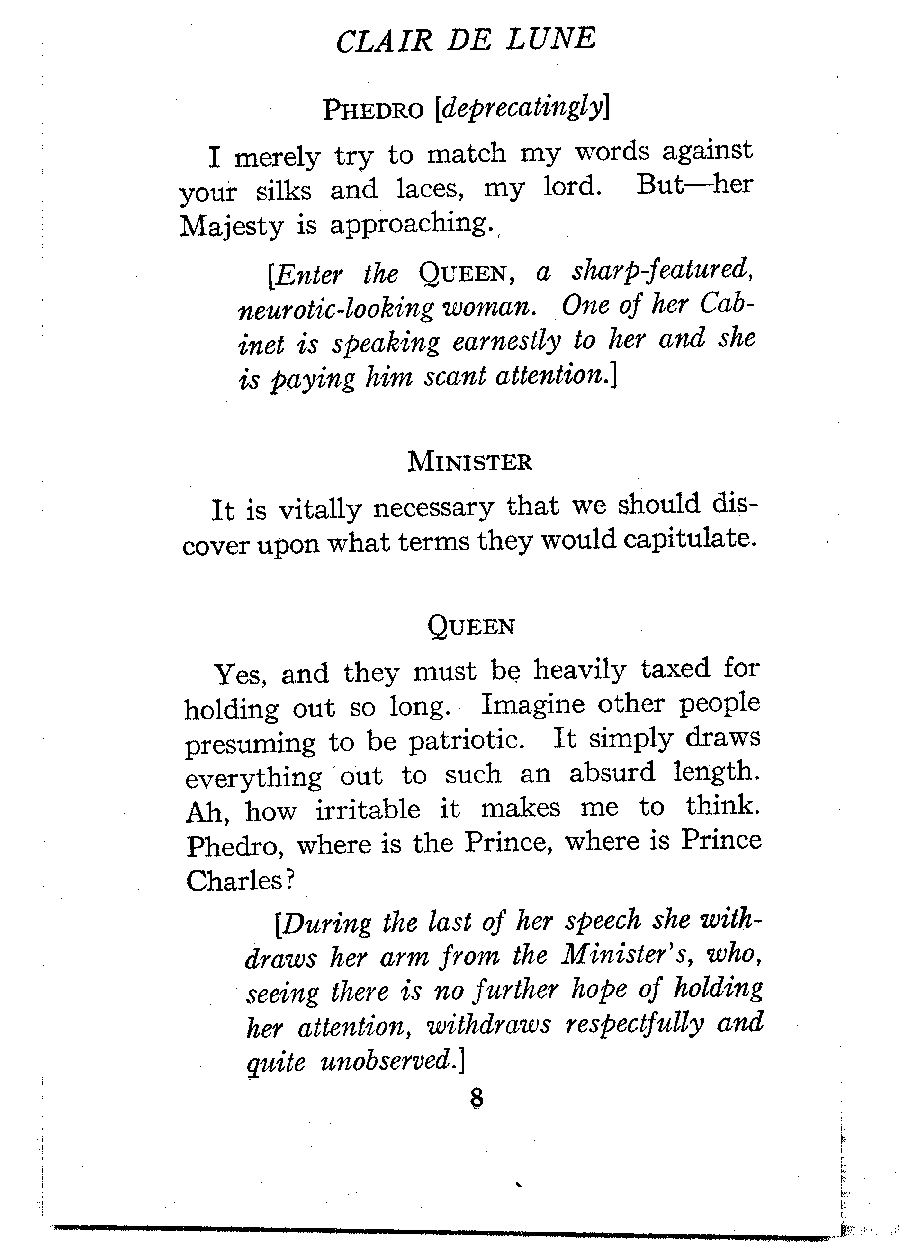 CLAIR DE LUNE
PHEDRO [deprecatingly]
I merely try to match my words against
your silks and laces, my lord. But—her
Majesty is approaching.
[Enter the QUEEN, a sharp-featured,
neurotic-looking woman. One of her Cab-
inet is speaking earnestly to her and she
is paying him scant attention.]
MINISTER
It is vitally necessary that we should dis-
cover upon what terms they would capitulate.
QUEEN
Yes, and they must be heavily taxed for
holding out so long. Imagine other people
presuming to be patriotic. It simply draws
everything out to such an absurd length.
Ah, how irritable it makes me to think.
Phedro, where is the Prince, where is Prince
Charles?
[During the last of her speech she with-
draws her arm from the Minister's, who,
seeing there is no further hope of holding
her attention, withdraws respectfully and
quite unobserved.]
8